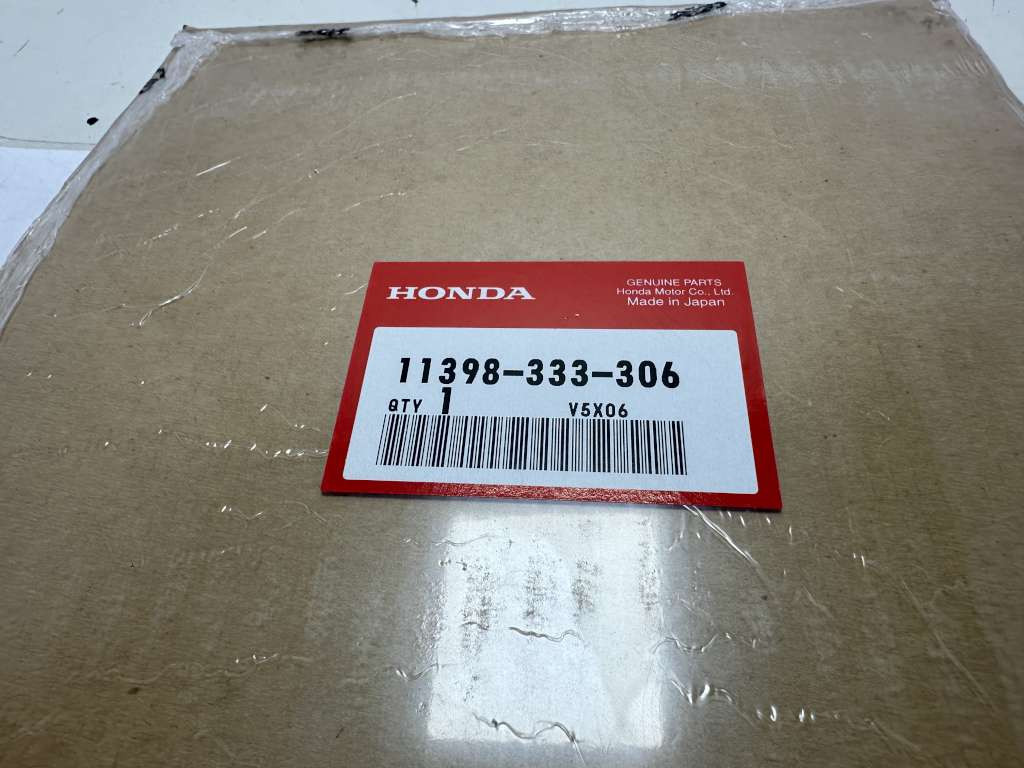 HONDA
GENUINE PARTS
Honda Motor Co., Ltd.
Made in Japan
11398-333-306
QTY 1 V5X06